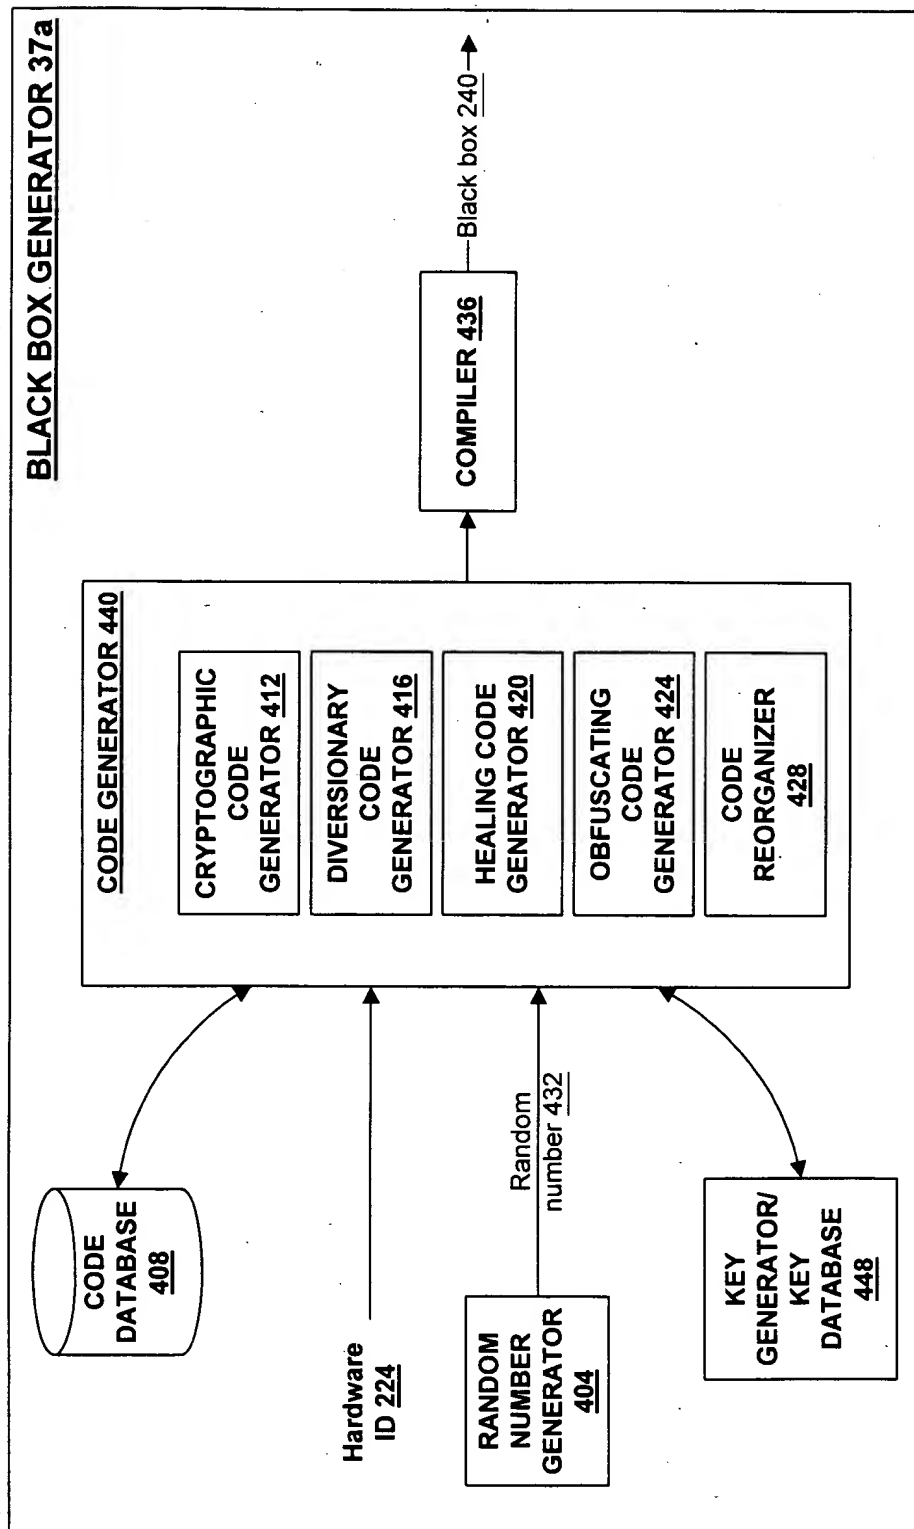 BLACK BOX GENERATOR 37a
CODE
DATABASE
408
Hardware
ID 224
RANDOM
NUMBER
GENERATOR
404
Random
number 432
KEY
GENERATOR/
KEY
DATABASE
448
CODE GENERATOR 440
CRYPTOGRAPHIC
CODE
GENERATOR 412
DIVERSIONARY
CODE
GENERATOR 416
HEALING CODE
GENERATOR 420
OBFUSCATING
CODE
GENERATOR 424
CODE
REORGANIZER
428
COMPILER 436
Black box 240